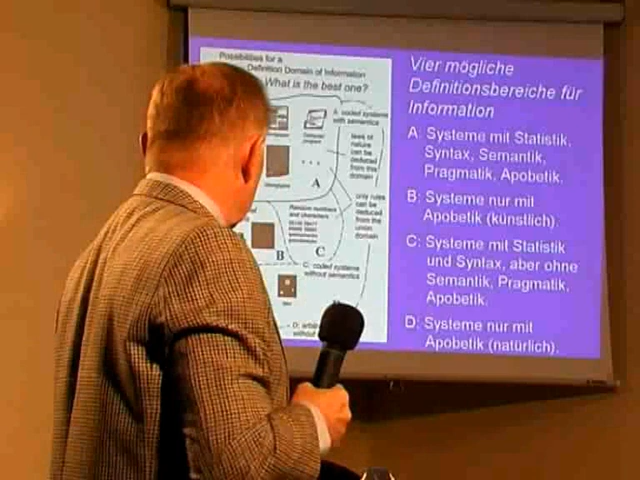 Possibilities for a
Definition Domain of Information
What is the best one?
A: coded systems
with semantics
laws of
nature
can be
deduced
from this
domain
A
only rules
can be
deduced
from the
union
domain
Random numbers
and characters
B
C
C: coded systems
without semantics
Vier mögliche
Definitionsbereiche für
Information
A: Systeme mit Statistik,
Syntax, Semantik,
Pragmatik, Apobetik.
B: Systeme nur mit
Apobetik (künstlich).
C: Systeme mit Statistik
und Syntax, aber ohne
Semantik, Pragmatik,
Apobetik.
D: Systeme nur mit
Apobetik (natürlich).